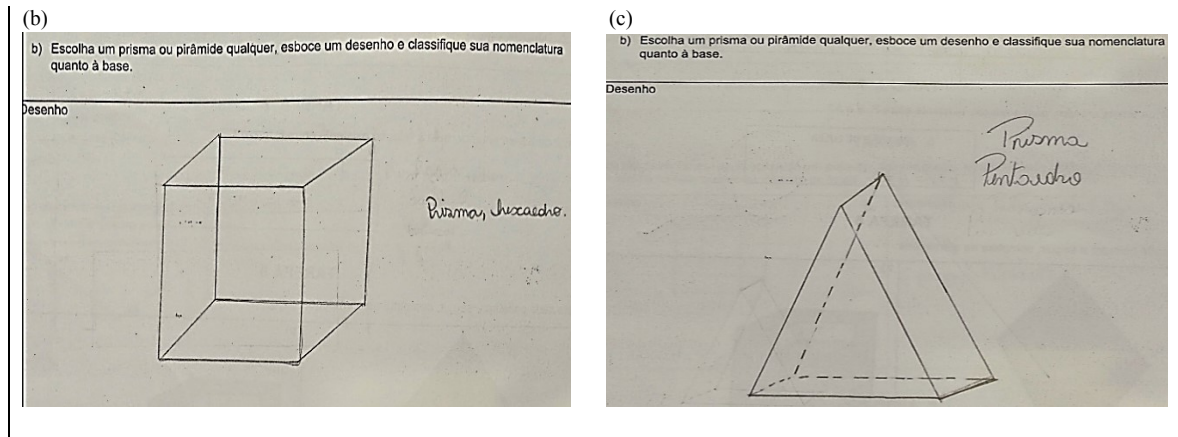 (b)
b) Escolha um prisma ou pirâmide qualquer, esboce um desenho e classifique sua nomenclatura
quanto à base.
Desenho
Prisma, hexaedro.
(c)
b) Escolha um prisma ou pirâmide qualquer, esboce um desenho e classifique sua nomenclatura
quanto à base.
Desenho
Prisma
Pentaedro